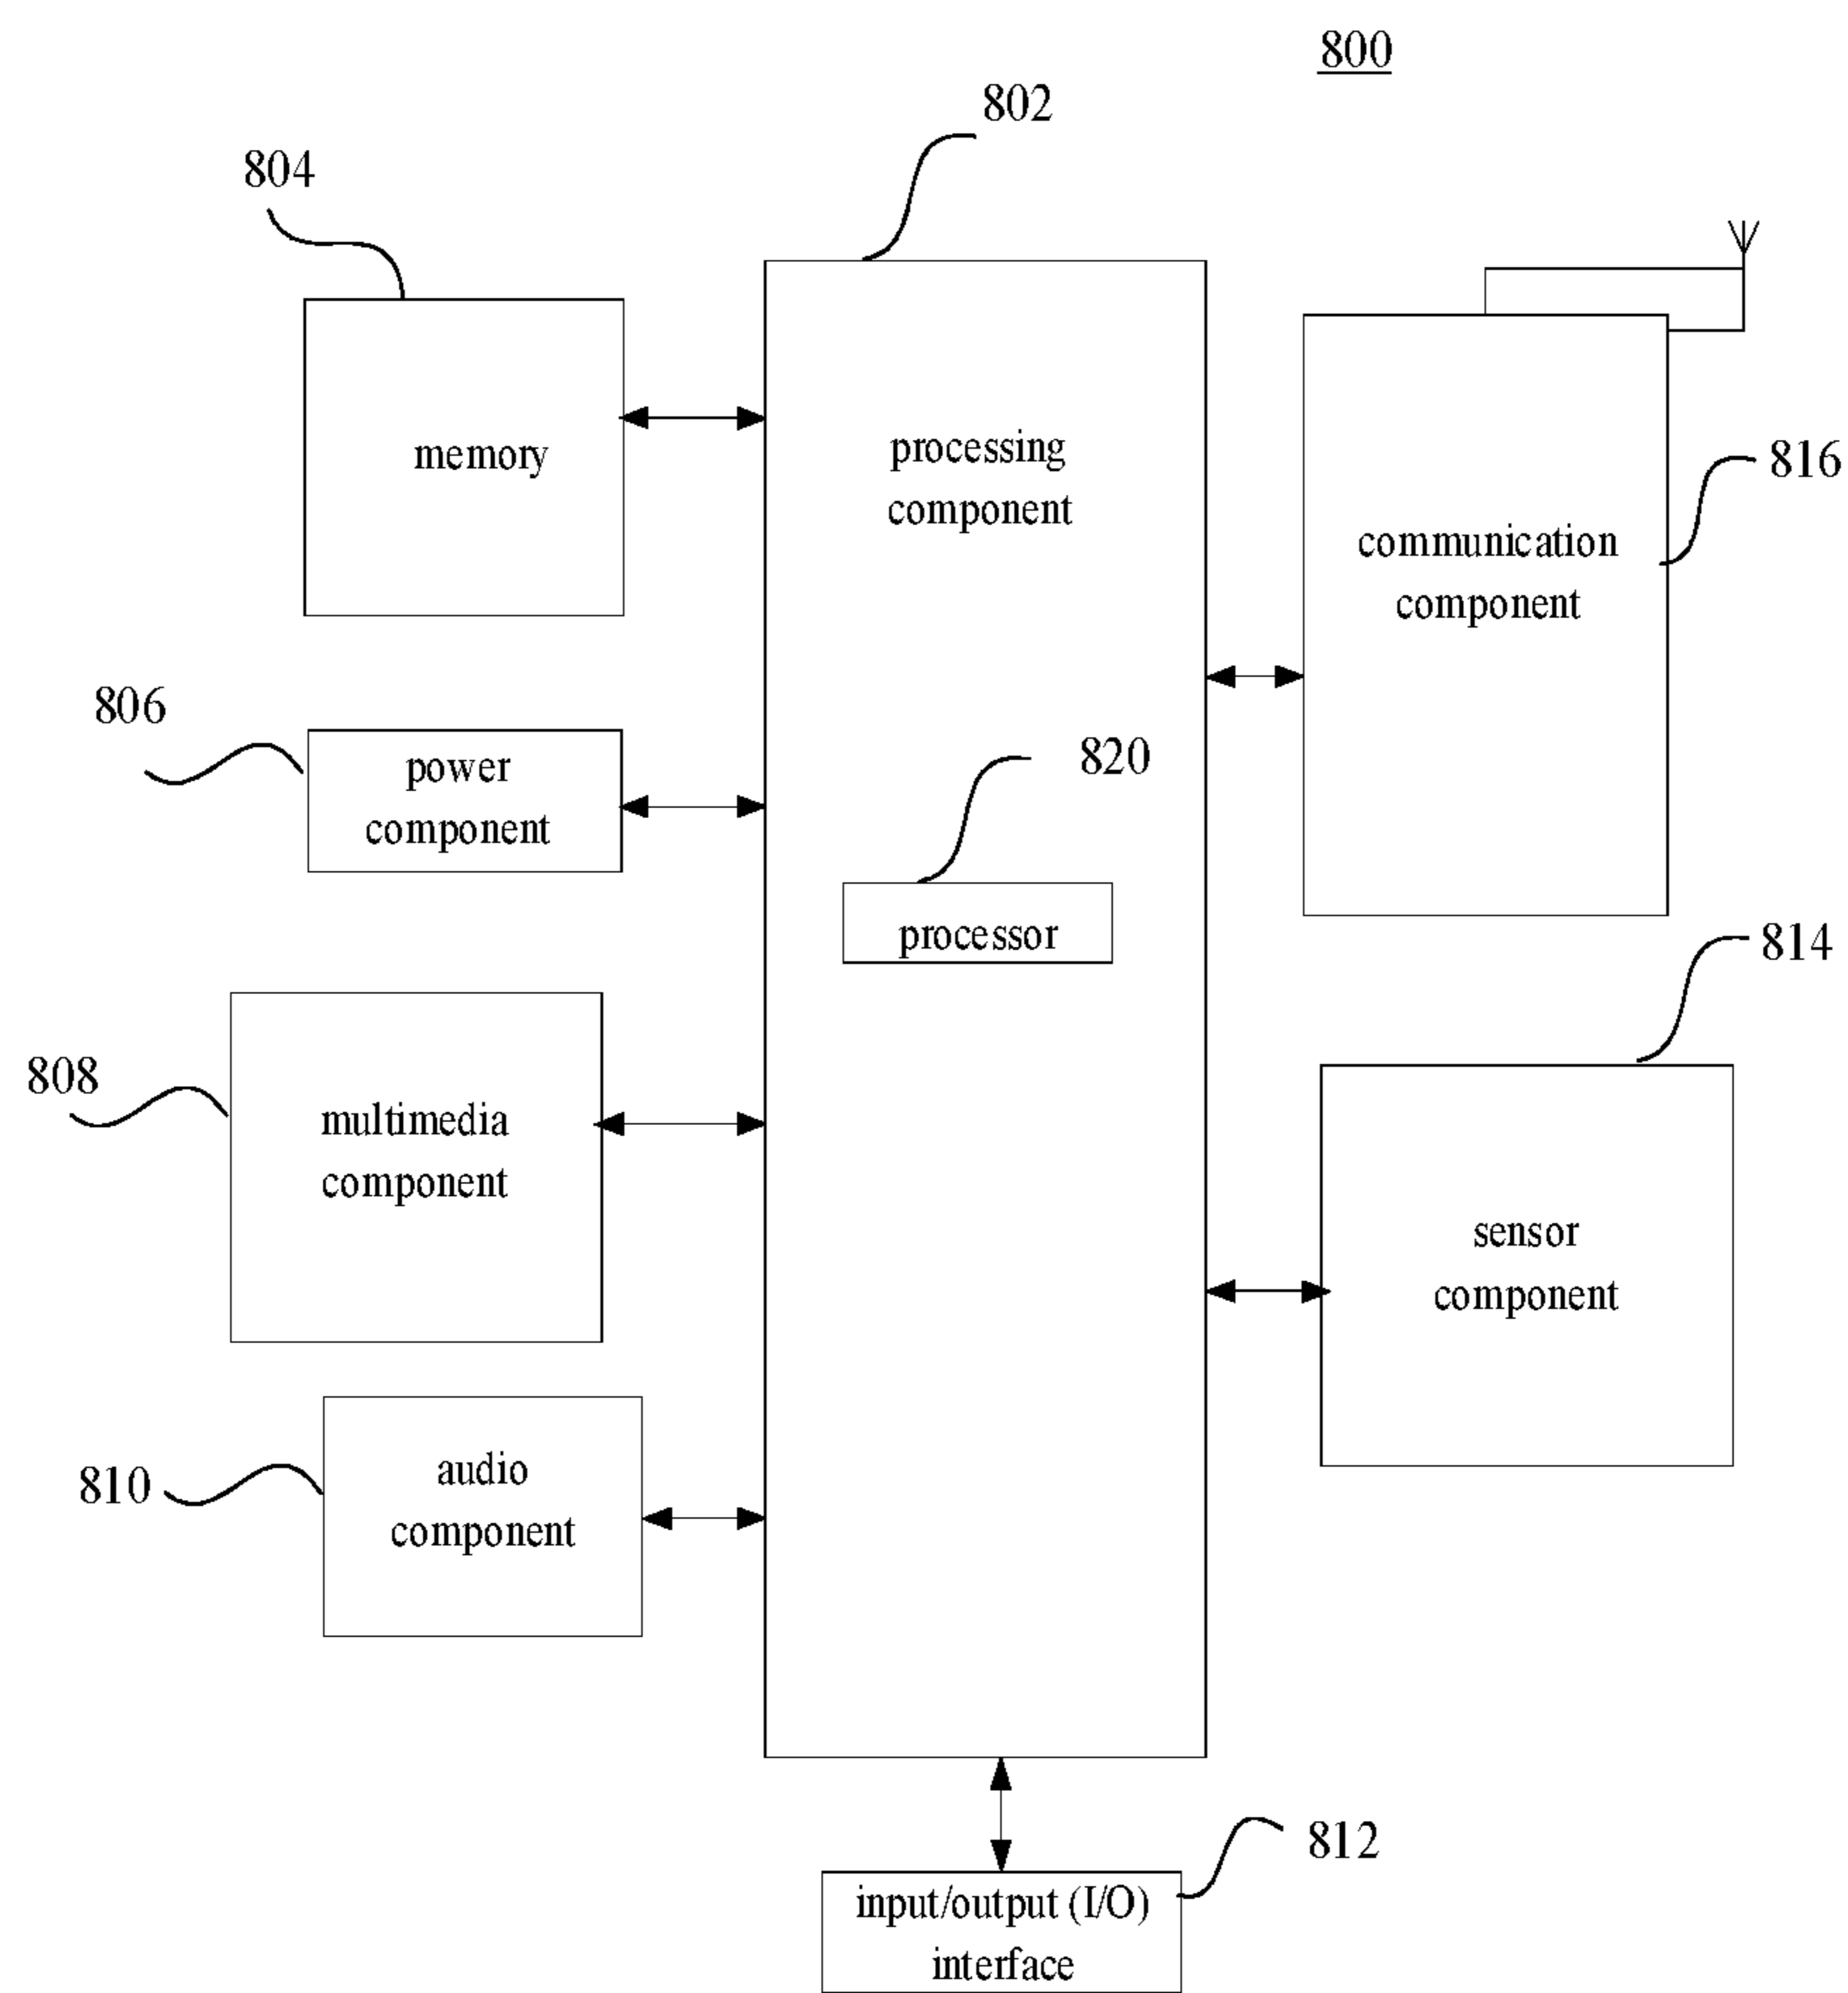 800
802
804
memory
processing
component
816
communication
component
806
power
component
820
processor
814
808
multimedia
component
sensor
component
810
audio
component
812
input/output (I/O)
interface